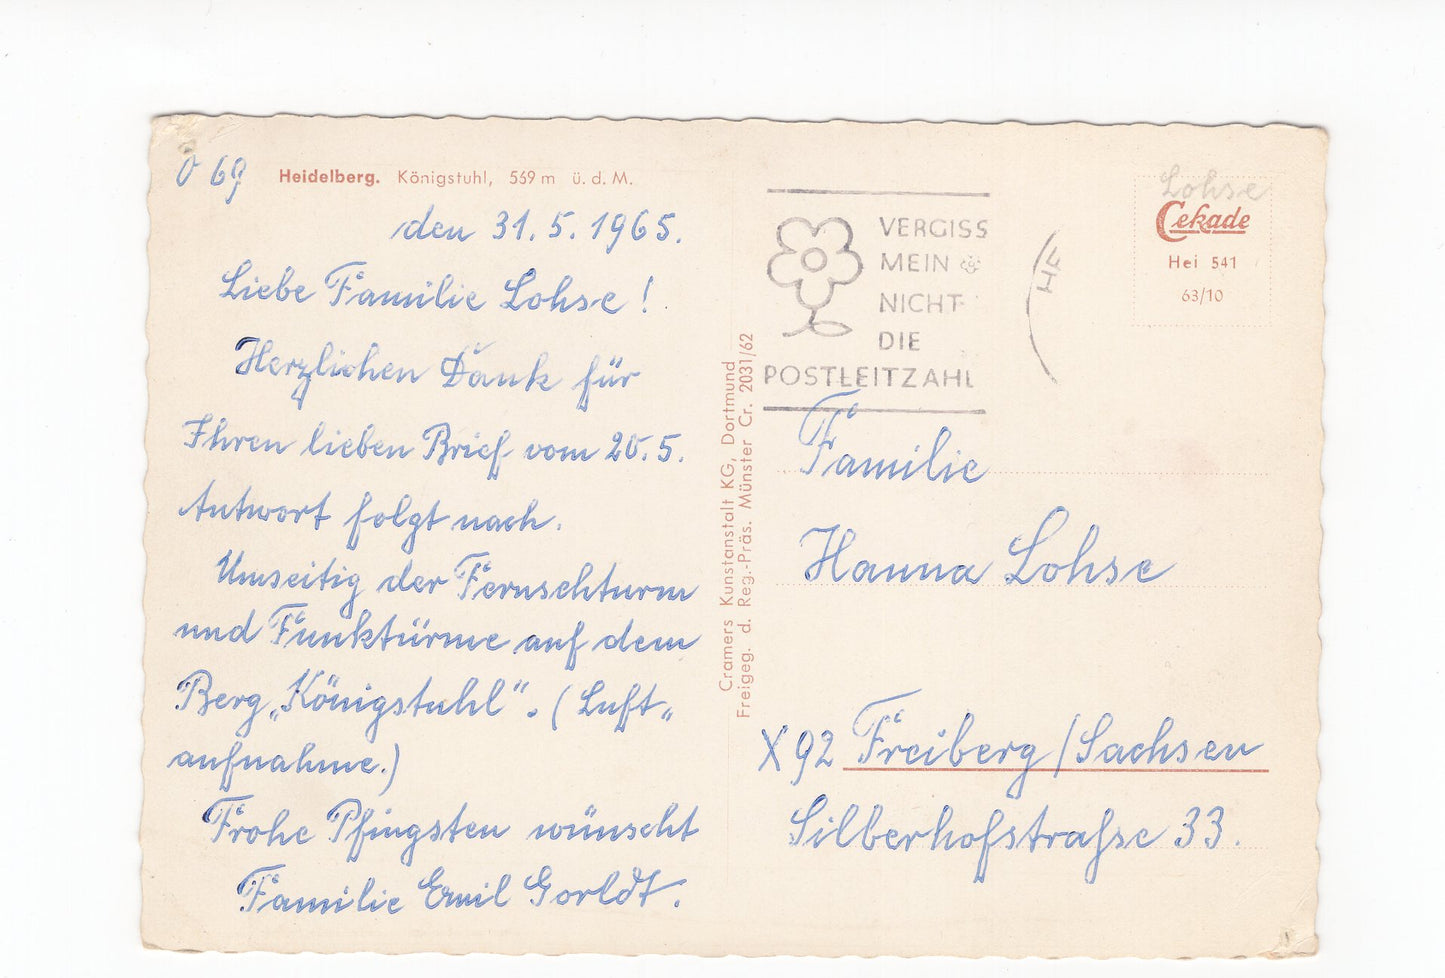 0 69
Heidelberg. Königstuhl, 569 m ü. d. M.
den 31. 5. 1965.
Liebe Familie Lohse!
Herzlichen Dank für
Ihren lieben Brief vom 20. 5.
Antwort folgt nach.
Umseitig der Fernsehturm
und Funktürme auf dem
Berg „Königstuhl“. (Luft„
aufnahme.)
Frohe Pfingsten wünscht
Familie Emil Gorldt.
Cramers Kunstanstalt KG, Dortmund
Freigeg. d. Reg.-Präs. Münster Cr. 2031/62
VERGISS
MEIN
NICHT
DIE
POSTLEITZAHL
HF
Lohse
Cekade
Hei 541
63/10
Familie
Hanna Lohse
X 92 Freiberg/Sachsen
Silberhofstraße 33.